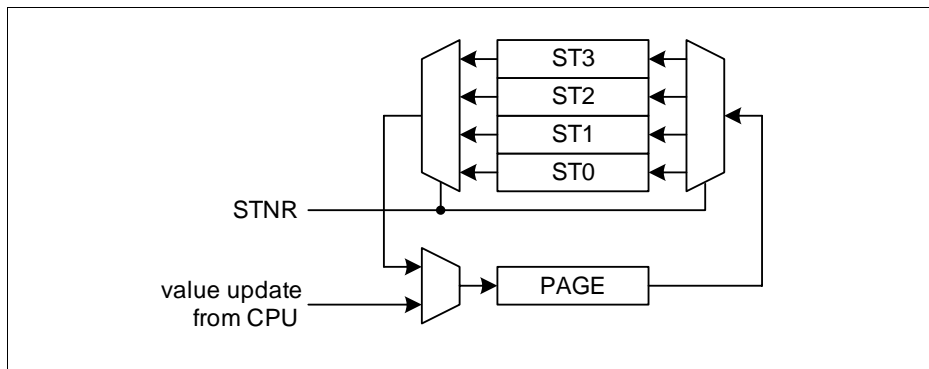 ST3
ST2
ST1
ST0
STNR
value update
from CPU
PAGE